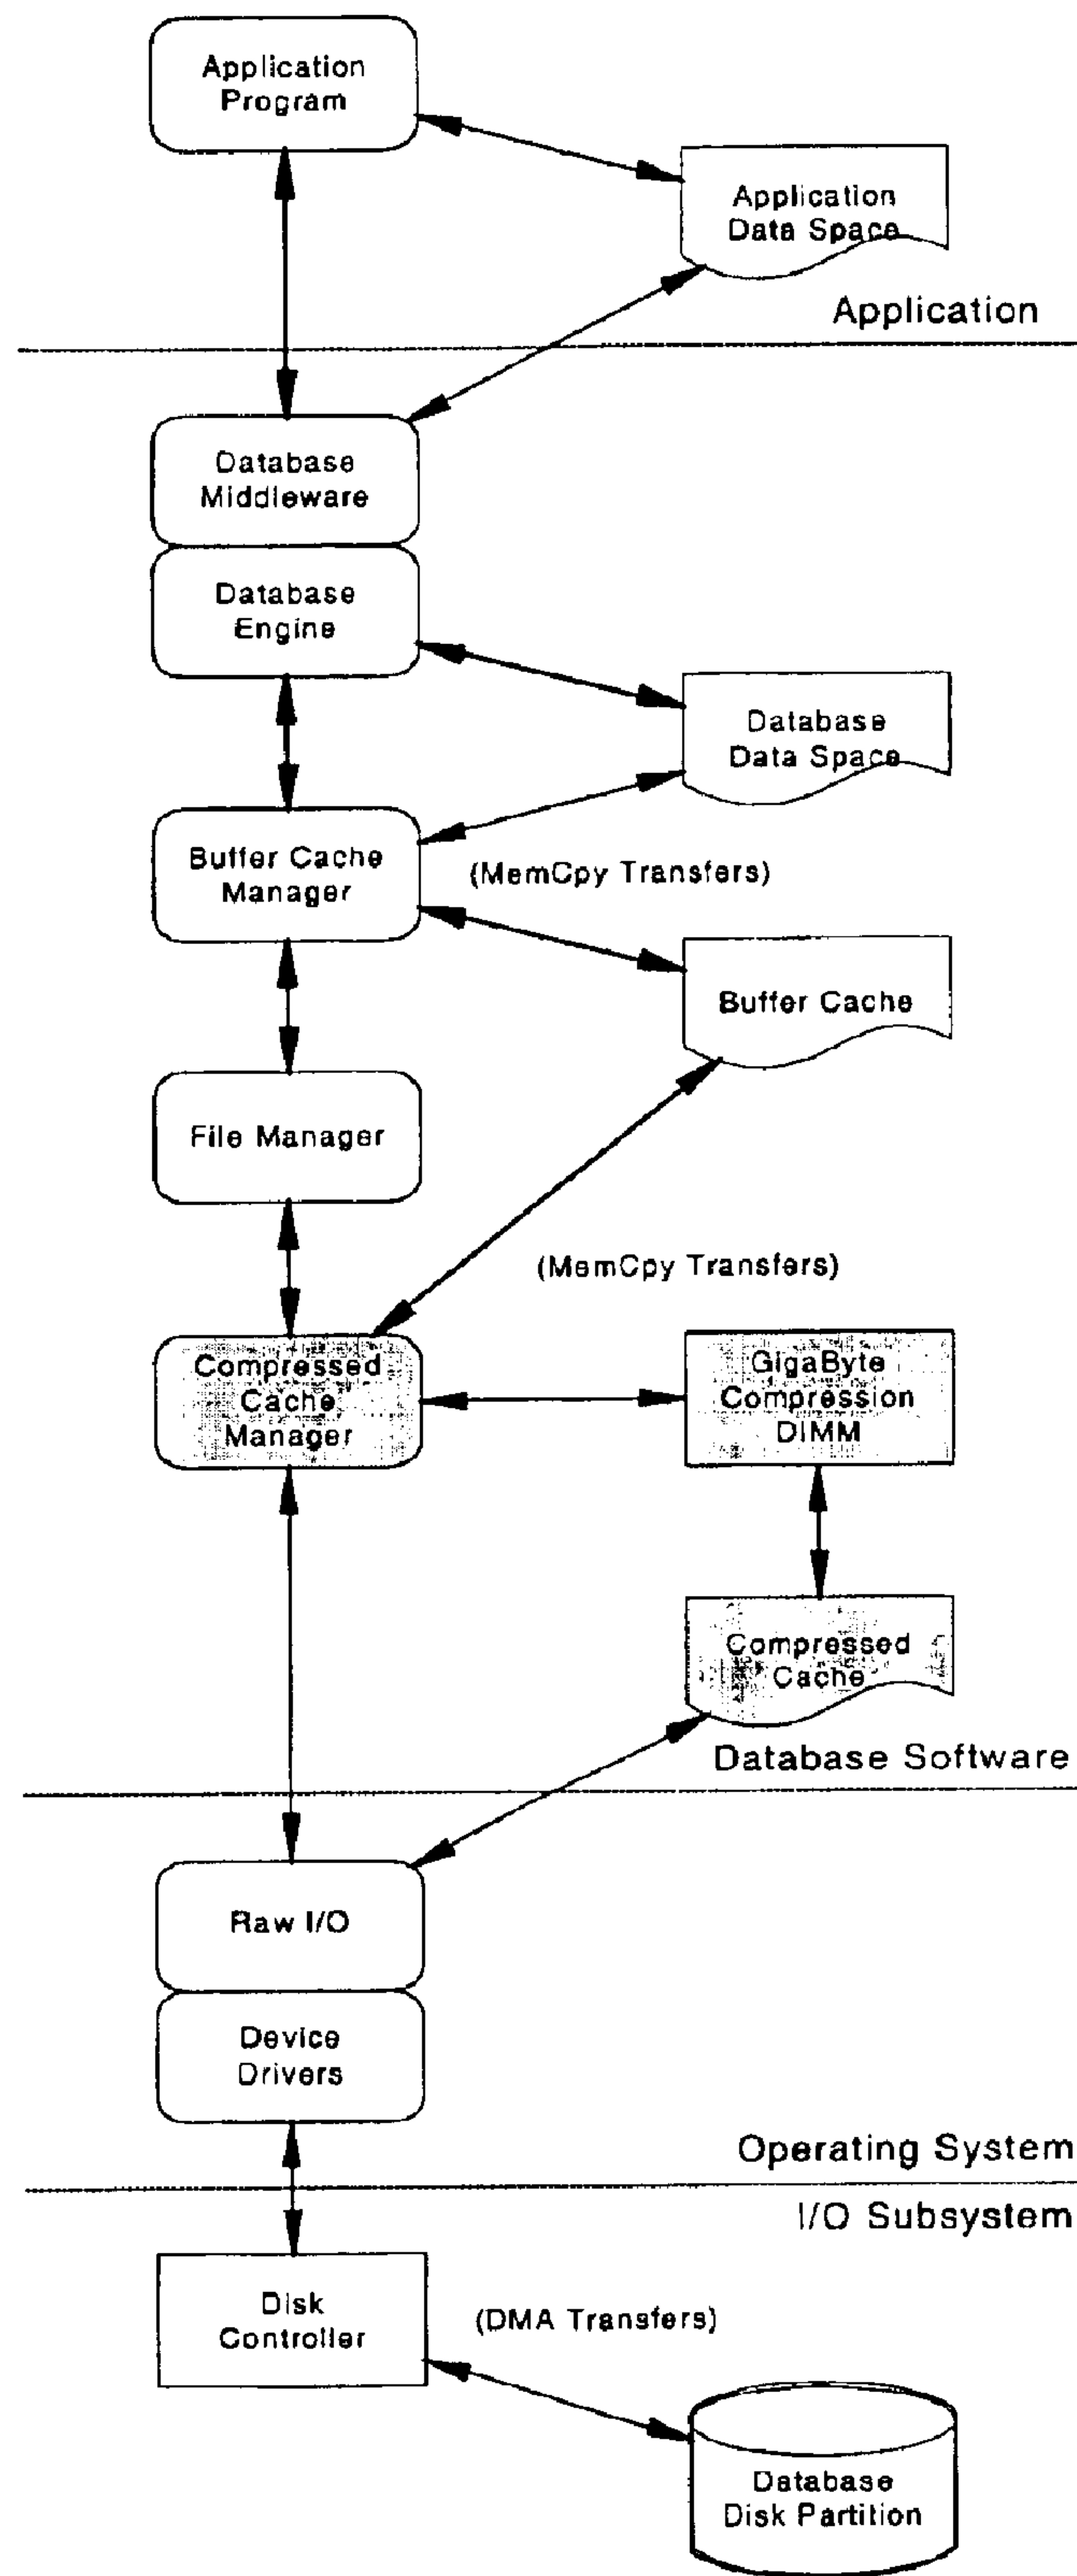 Application
Program
Application
Data Space
Application
Database
Middleware
Database
Engine
Database
Data Space
Buffer Cache
Manager
(MemCpy Transfers)
Buffer Cache
File Manager
(MemCpy Transfers)
Compressed
Cache
Manager
GigaByte
Compression
DIMM
Compressed
Cache
Database Software
Raw I/O
Device
Drivers
Operating System
I/O Subsystem
Disk
Controller
(DMA Transfers)
Database
Disk Partition